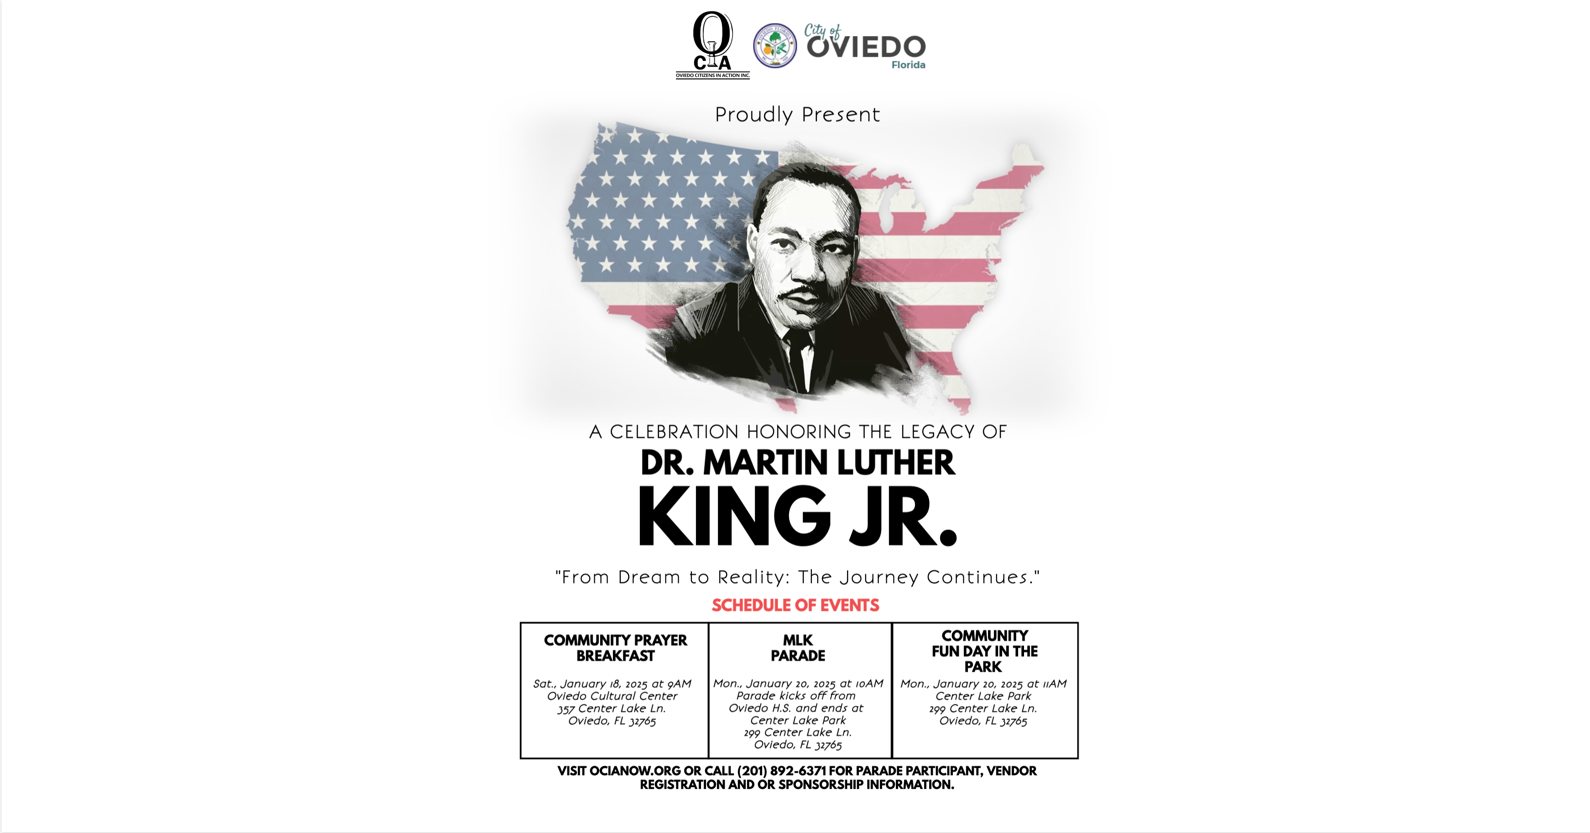 OCIA
OVIEDO CITIZENS IN ACTION INC.
City of
OVIEDO
Florida
Proudly Present
A CELEBRATION HONORING THE LEGACY OF
DR. MARTIN LUTHER
KING JR.
"From Dream to Reality: The Journey Continues."
SCHEDULE OF EVENTS
COMMUNITY PRAYER
BREAKFAST
Sat., January 18, 2025 at 9AM
Oviedo Cultural Center
357 Center Lake Ln.
Oviedo, FL 32765
MLK
PARADE
Mon., January 20, 2025 at 10AM
Parade kicks off from
Oviedo H.S. and ends at
Center Lake Park
299 Center Lake Ln.
Oviedo, FL 32765
COMMUNITY
FUN DAY IN THE
PARK
Mon., January 20, 2025 at 11AM
Center Lake Park
299 Center Lake Ln.
Oviedo, FL 32765
VISIT OCIANOW.ORG OR CALL (201) 892-6371 FOR PARADE PARTICIPANT, VENDOR
REGISTRATION AND OR SPONSORSHIP INFORMATION.